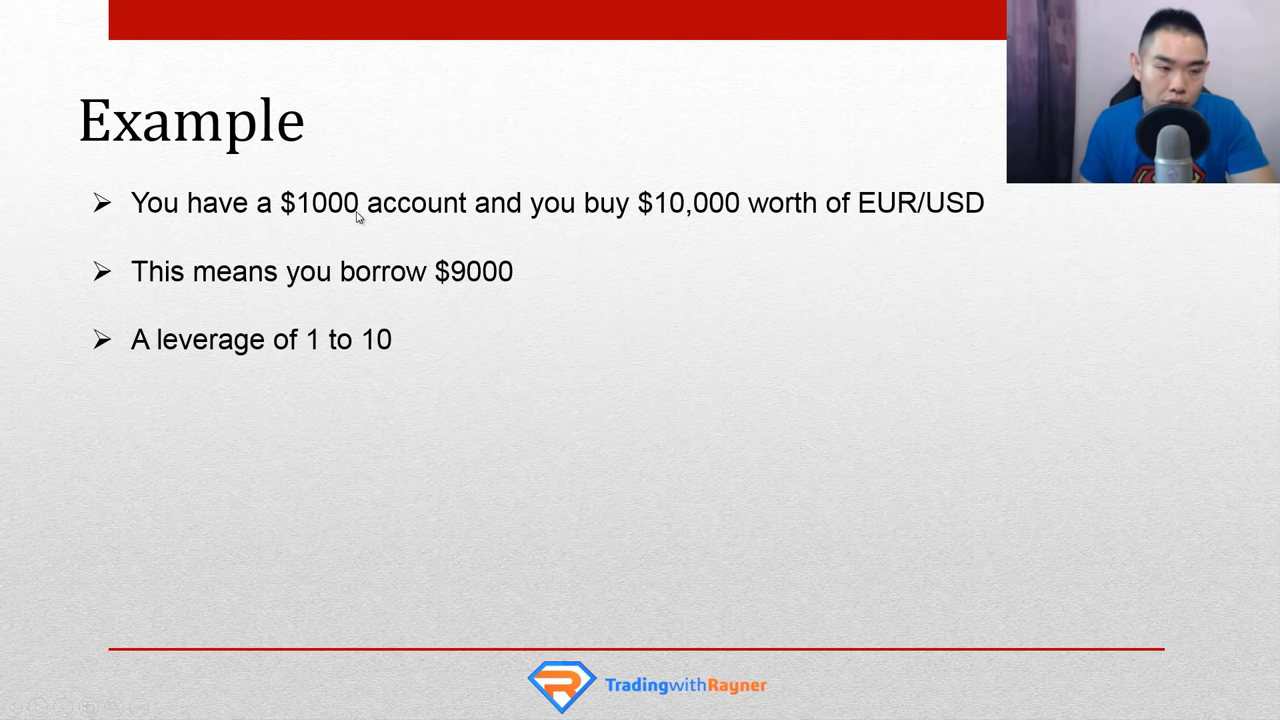 Example
You have a $1000 account and you buy $10,000 worth of EUR/USD
This means you borrow $9000
A leverage of 1 to 10
TradingwithRayner